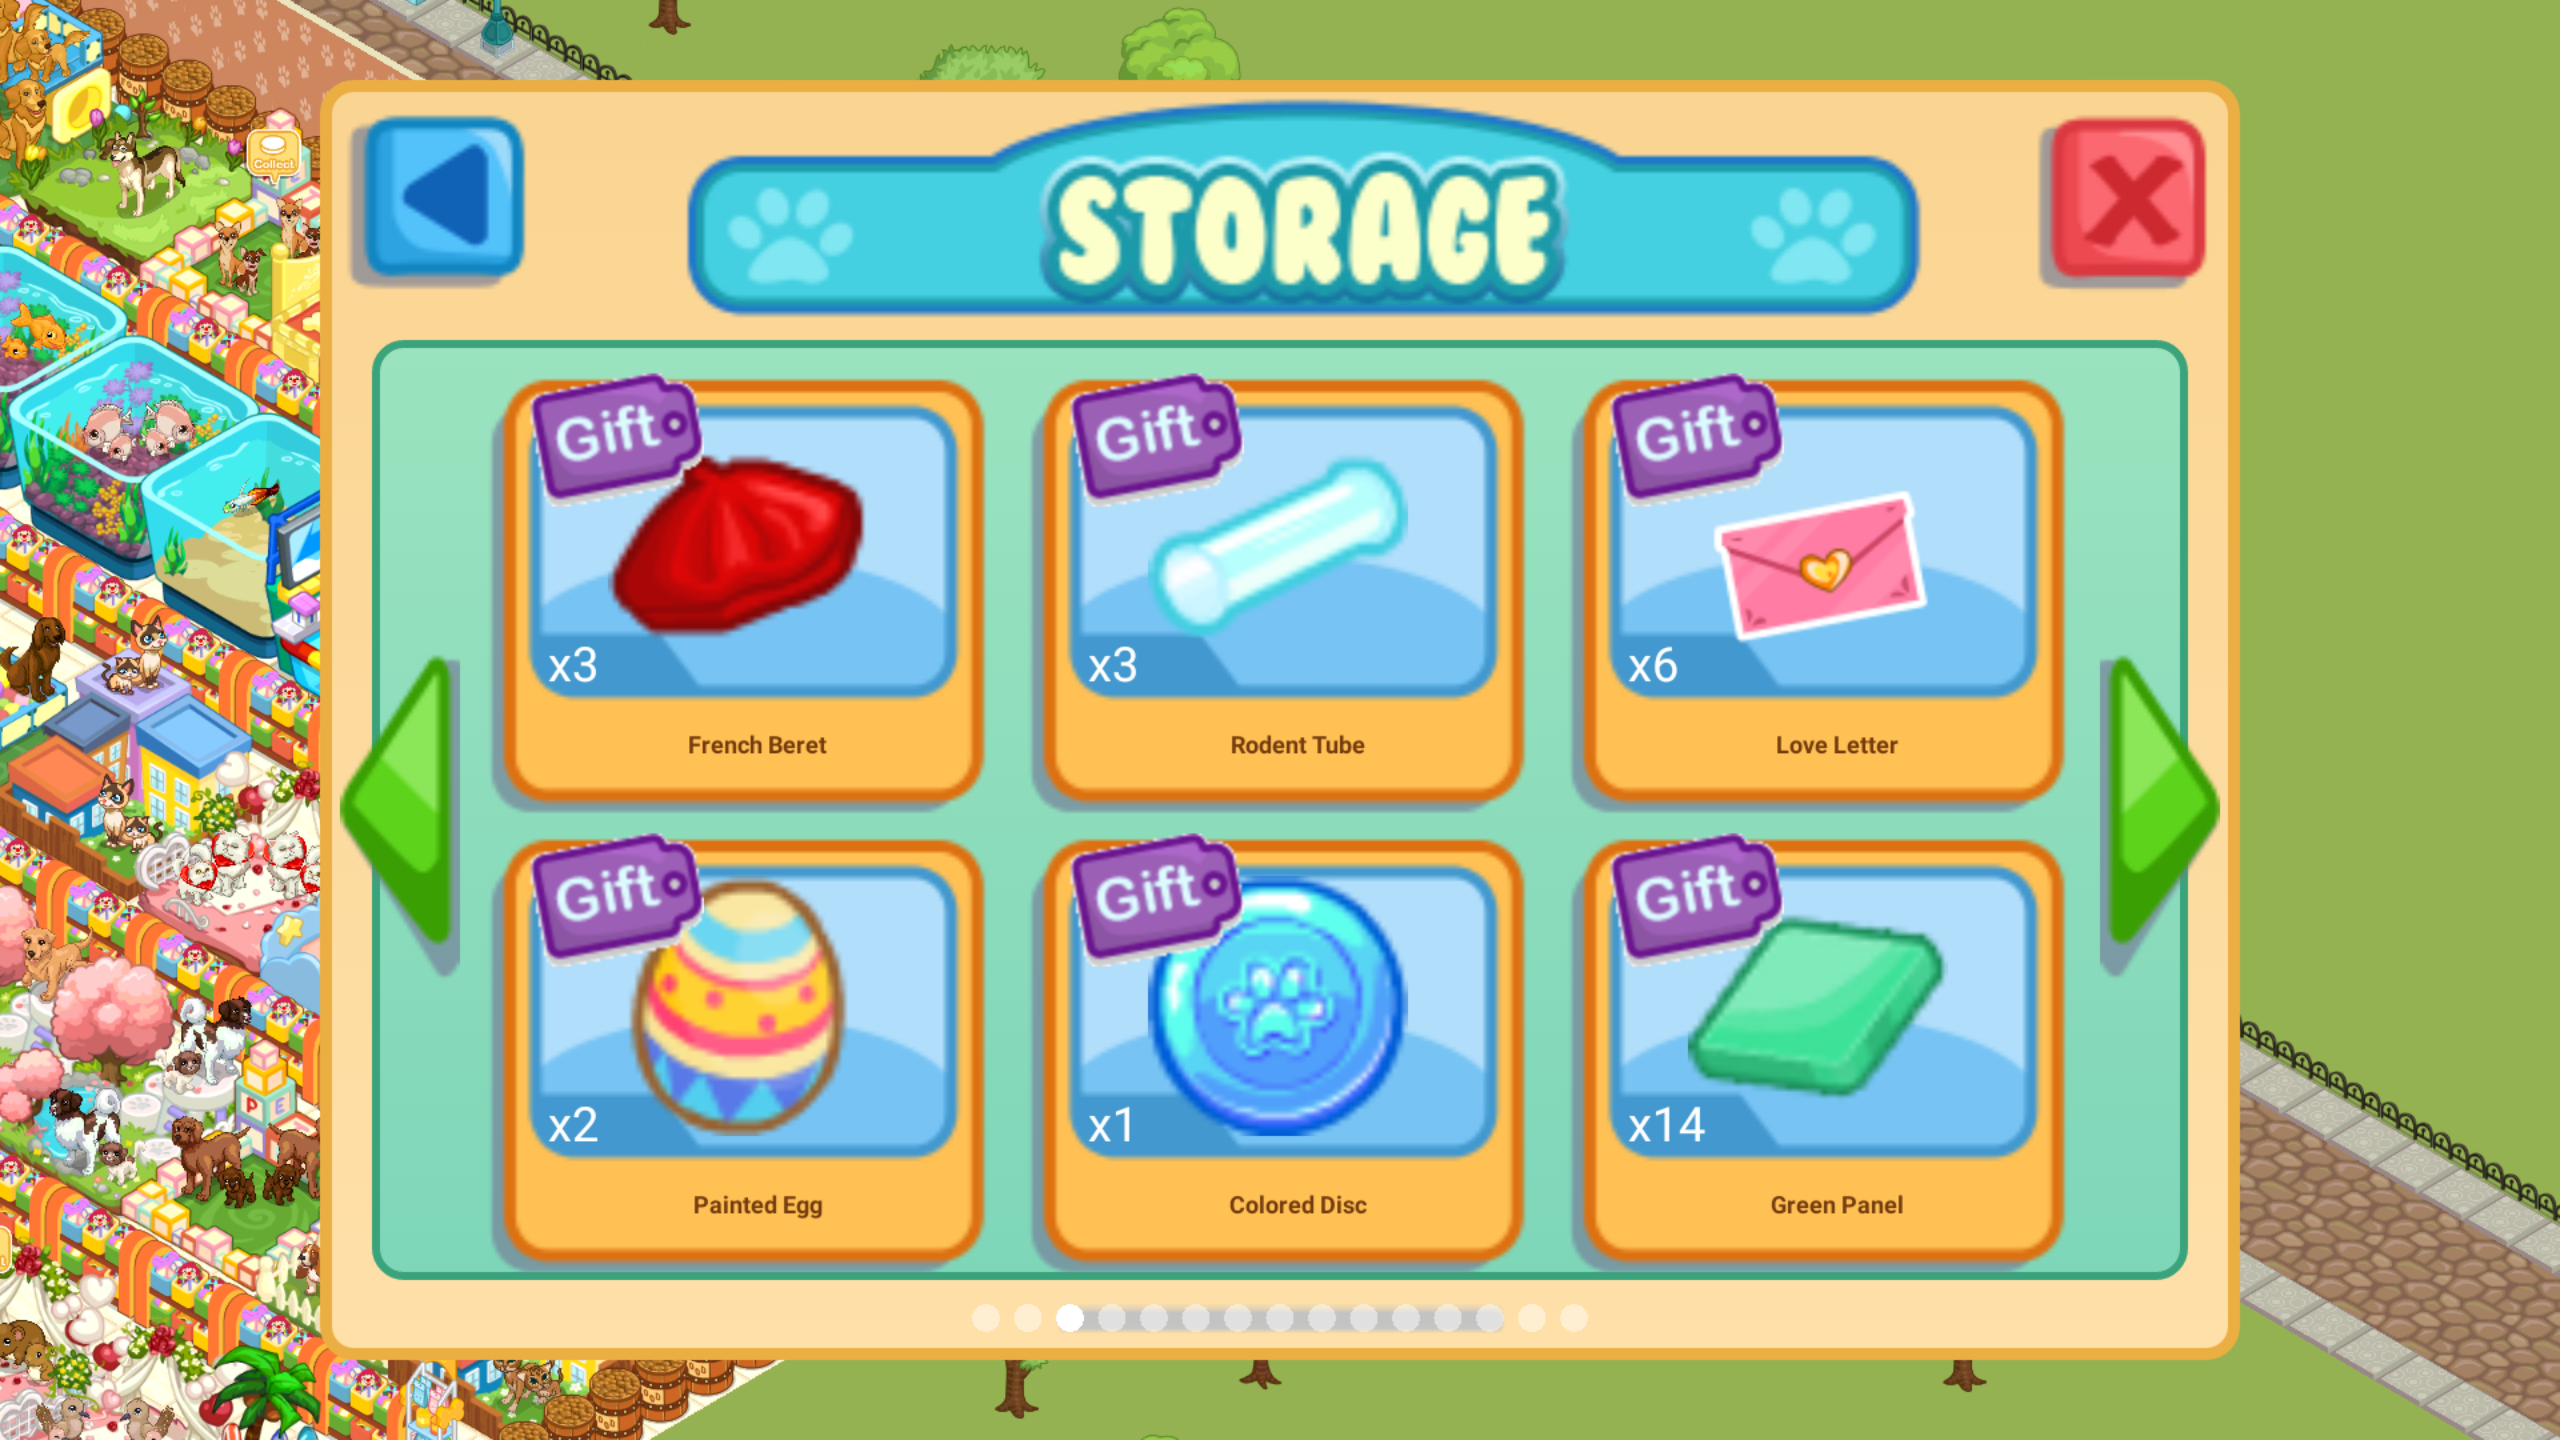 Collect
STORAGE
Gift
x3
French Beret
Gift
x3
Rodent Tube
Gift
x6
Love Letter
Gift
x2
Painted Egg
Gift
x1
Colored Disc
Gift
x14
Green Panel
P E